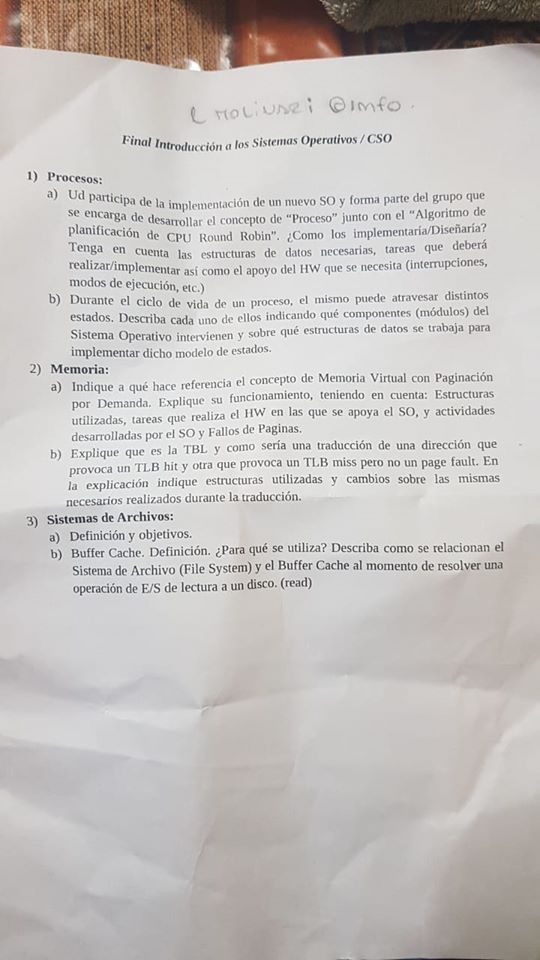 @info.
Final Introducción a los Sistemas Operativos / CSO
1) Procesos:
a) Ud participa de la implementación de un nuevo SO y forma parte del grupo que
se encarga de desarrollar el concepto de “Proceso” junto con el “Algoritmo de
planificación de CPU Round Robin”. ¿Como los implementaría/Diseñaría?
Tenga en cuenta las estructuras de datos necesarias, tareas que deberá
realizar/implementar así como el apoyo del HW que se necesita (interrupciones,
modos de ejecución, etc.)
b) Durante el ciclo de vida de un proceso, el mismo puede atravesar distintos
estados. Describa cada uno de ellos indicando qué componentes (módulos) del
Sistema Operativo intervienen y sobre qué estructuras de datos se trabaja para
implementar dicho modelo de estados.
2) Memoria:
a) Indique a qué hace referencia el concepto de Memoria Virtual con Paginación
por Demanda. Explique su funcionamiento, teniendo en cuenta: Estructuras
utilizadas, tareas que realiza el HW en las que se apoya el SO, y actividades
desarrolladas por el SO y Fallos de Paginas.
b) Explique que es la TBL y como sería una traducción de una dirección que
provoca un TLB hit y otra que provoca un TLB miss pero no un page fault. En
la explicación indique estructuras utilizadas y cambios sobre las mismas
necesarios realizados durante la traducción.
3) Sistemas de Archivos:
a) Definición y objetivos.
b) Buffer Cache. Definición. ¿Para qué se utiliza? Describa como se relacionan el
Sistema de Archivo (File System) y el Buffer Cache al momento de resolver una
operación de E/S de lectura a un disco. (read)